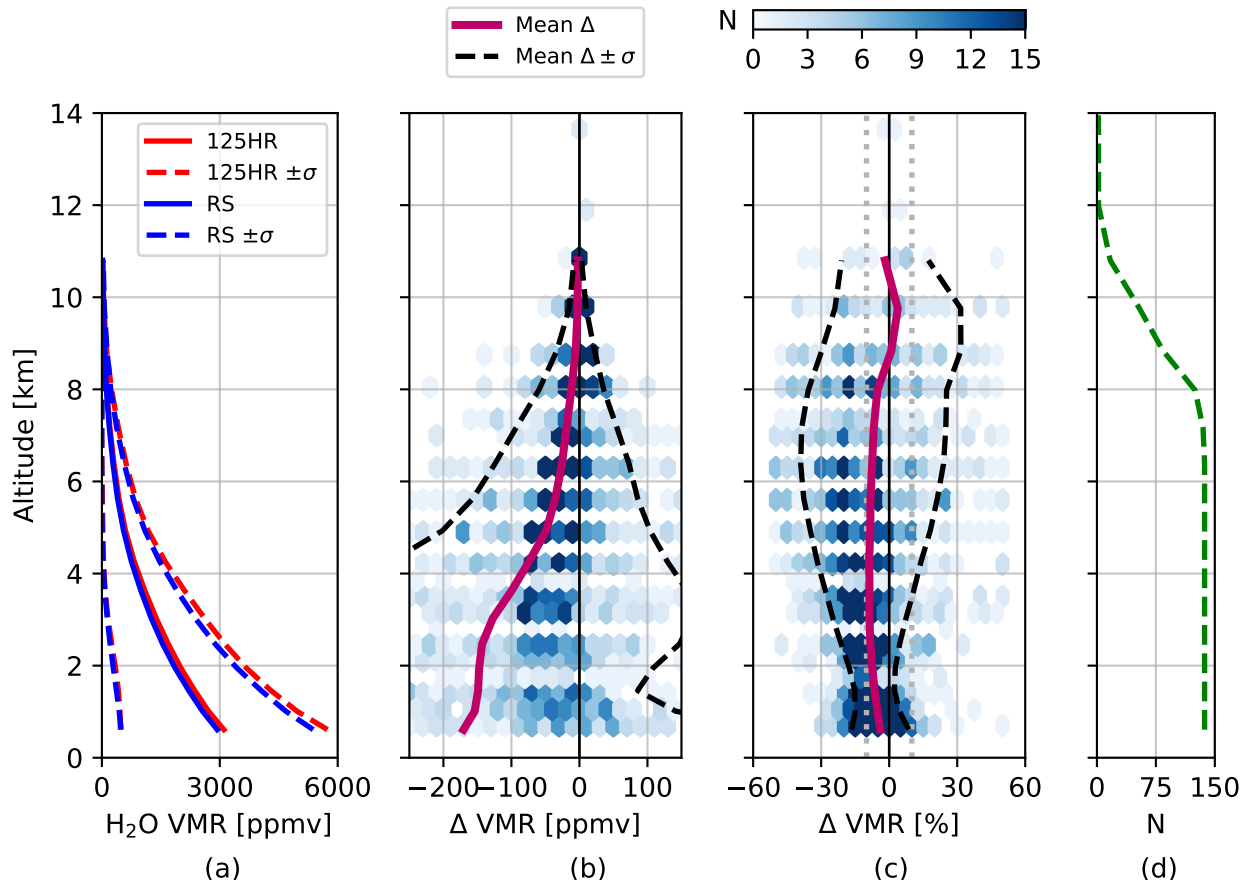 Mean Δ
Mean Δ ± σ
N
0 3 6 9 12 15
125HR
125HR ±σ
RS
RS ±σ
Altitude [km]
14
12
10
8
6
4
2
0
0 3000 6000
−200 −100 0 100
−60 −30 0 30 60
0 75 150
H₂O VMR [ppmv]
Δ VMR [ppmv]
Δ VMR [%]
N
(a)
(b)
(c)
(d)